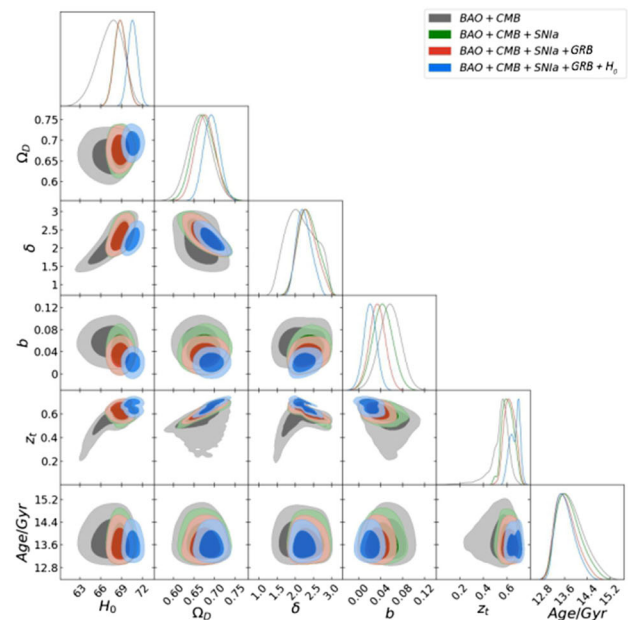 BAO + CMB
BAO + CMB + SNIa
BAO + CMB + SNIa + GRB
BAO + CMB + SNIa + GRB + H₀
0.75
0.70
0.65
0.60
Ω_D
3
2.5
2
1.5
1
δ
0.12
0.08
0.04
0
b
0.6
0.4
0.2
z_t
15.2
14.4
13.6
12.8
Age/Gyr
63 66 69 72
0.60 0.65 0.70 0.75
1.0 1.5 2.0 2.5 3.0
0.00 0.04 0.08 0.12
0.2 0.4 0.6
12.8 13.6 14.4 15.2
H₀ Ω_D δ b z_t Age/Gyr